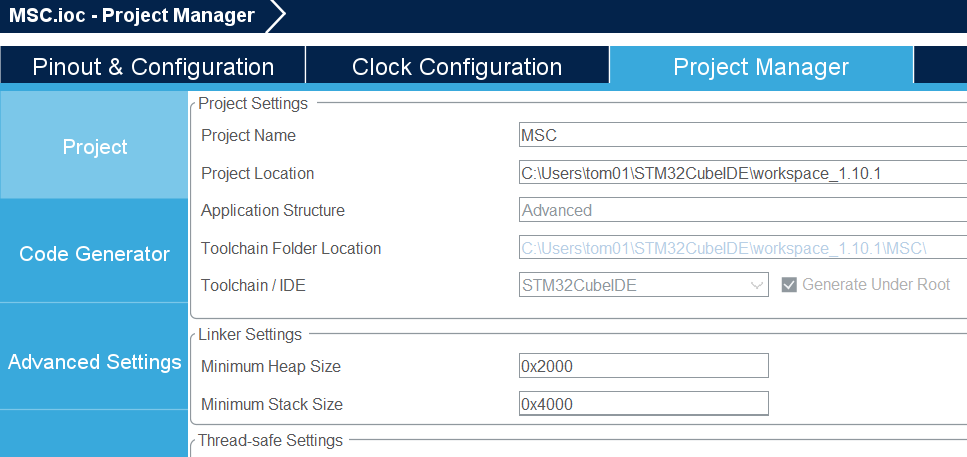 MSC.ioc - Project Manager
Pinout & Configuration Clock Configuration Project Manager
Project
Code Generator
Advanced Settings
Project Settings
Project Name MSC
Project Location C:\Users\tom01\STM32CubeIDE\workspace_1.10.1
Application Structure Advanced
Toolchain Folder Location C:\Users\tom01\STM32CubeIDE\workspace_1.10.1\MSC\
Toolchain / IDE STM32CubeIDE Generate Under Root
Linker Settings
Minimum Heap Size 0x2000
Minimum Stack Size 0x4000
Thread-safe Settings